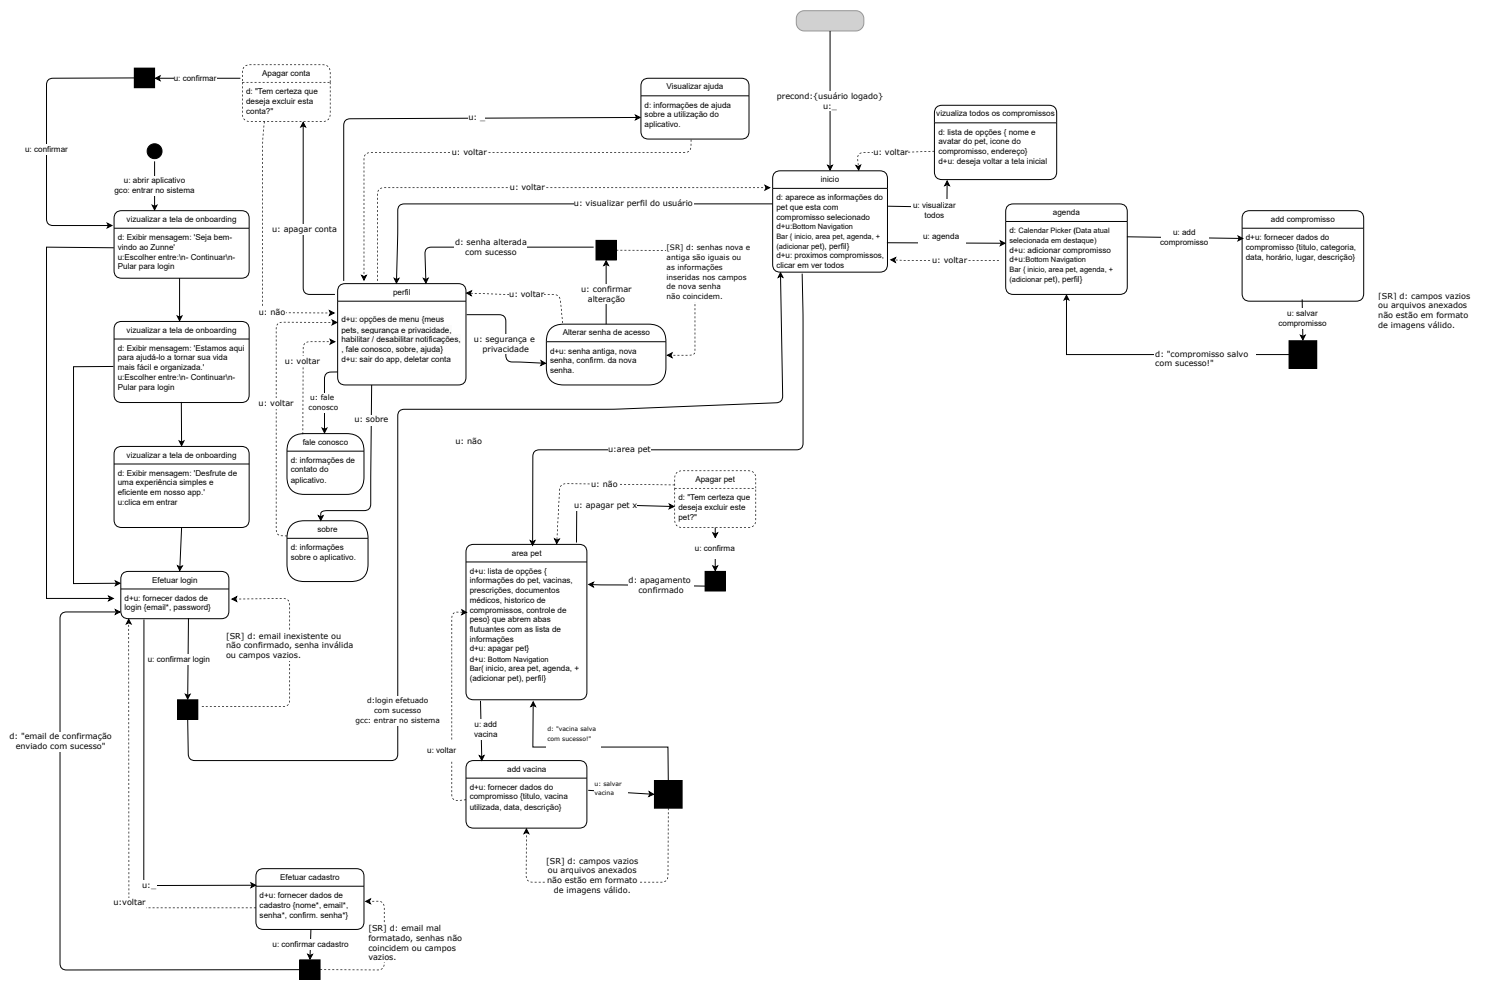 Apagar conta
d: "Tem certeza que
deseja excluir esta
conta?"
u: confirmar
u: confirmar
u: abrir aplicativo
gco: entrar no sistema
vizualizar a tela de onboarding
d: Exibir mensagem: 'Seja bem-
vindo ao Zunne'
u:Escolher entre:\n- Continuar\n-
Pular para login
vizualizar a tela de onboarding
d: Exibir mensagem: 'Estamos aqui
para ajudá-lo a tornar sua vida
mais fácil e organizada.'
u:Escolher entre:\n- Continuar\n-
Pular para login
vizualizar a tela de onboarding
d: Exibir mensagem: 'Desfrute de
uma experiência simples e
eficiente em nosso app.'
u:clica em entrar
Efetuar login
d+u: fornecer dados de
login {email*, password}
[SR] d: email inexistente ou
não confirmado, senha inválida
ou campos vazios.
u: confirmar login
d: "email de confirmação
enviado com sucesso"
u:_
u:voltar
Efetuar cadastro
d+u: fornecer dados de
cadastro {nome*, email*,
senha*, confirm. senha*}
u: confirmar cadastro
[SR] d: email mal
formatado, senhas não
coincidem ou campos
vazios.
d:login efetuado
com sucesso
gcc: entrar no sistema
Visualizar ajuda
d: informações de ajuda
sobre a utilização do
aplicativo.
u: _
u: voltar
u: voltar
u: visualizar perfil do usuário
u: apagar conta
u: não
u: voltar
u: voltar
perfil
d+u: opções de menu {meus
pets, segurança e privacidade,
habilitar / desabilitar notificações,
, fale conosco, sobre, ajuda}
d+u: sair do app, deletar conta
d: senha alterada
com sucesso
u: voltar
u: confirmar
alteração
[SR] d: senhas nova e
antiga são iguais ou
as informações
inseridas nos campos
de nova senha
não coincidem.
u: segurança e
privacidade
Alterar senha de acesso
d+u: senha antiga, nova
senha, confirm. da nova
senha.
u: fale
conosco
u: sobre
fale conosco
d: informações de
contato do
aplicativo.
sobre
d: informações
sobre o aplicativo.
precond:{usuário logado}
u:_
inicio
d: aparece as informações do
pet que esta com
compromisso selecionado
d+u:Bottom Navigation
Bar { inicio, area pet, agenda, +
(adicionar pet), perfil}
d+u: proximos compromissos,
clicar em ver todos
vizualiza todos os compromissos
d: lista de opções { nome e
avatar do pet, icone do
compromisso, endereço}
d+u: deseja voltar a tela inicial
u: voltar
u: visualizar
todos
u: agenda
u: voltar
agenda
d: Calendar Picker (Data atual
selecionada em destaque)
d+u: adicionar compromisso
d+u:Bottom Navigation
Bar { inicio, area pet, agenda, +
(adicionar pet), perfil}
u: add
compromisso
add compromisso
d+u: fornecer dados do
compromisso {titulo, categoria,
data, horário, lugar, descrição}
u: salvar
compromisso
d: "compromisso salvo
com sucesso!"
[SR] d: campos vazios
ou arquivos anexados
não estão em formato
de imagens válido.
u: não
u:area pet
u: não
u: apagar pet x
Apagar pet
d: "Tem certeza que
deseja excluir este
pet?"
u: confirma
d: apagamento
confirmado
area pet
d+u: lista de opções {
informações do pet, vacinas,
prescrições, documentos
médicos, historico de
compromissos, controle de
peso} que abrem abas
flutuantes com as lista de
informações
d+u: apagar pet}
d+u: Bottom Navigation
Bar{ inicio, area pet, agenda, +
(adicionar pet), perfil}
u: add
vacina
d: "vacina salva
com sucesso!"
u: voltar
add vacina
d+u: fornecer dados do
compromisso {titulo, vacina
utilizada, data, descrição}
u: salvar
vacina
[SR] d: campos vazios
ou arquivos anexados
não estão em formato
de imagens válido.